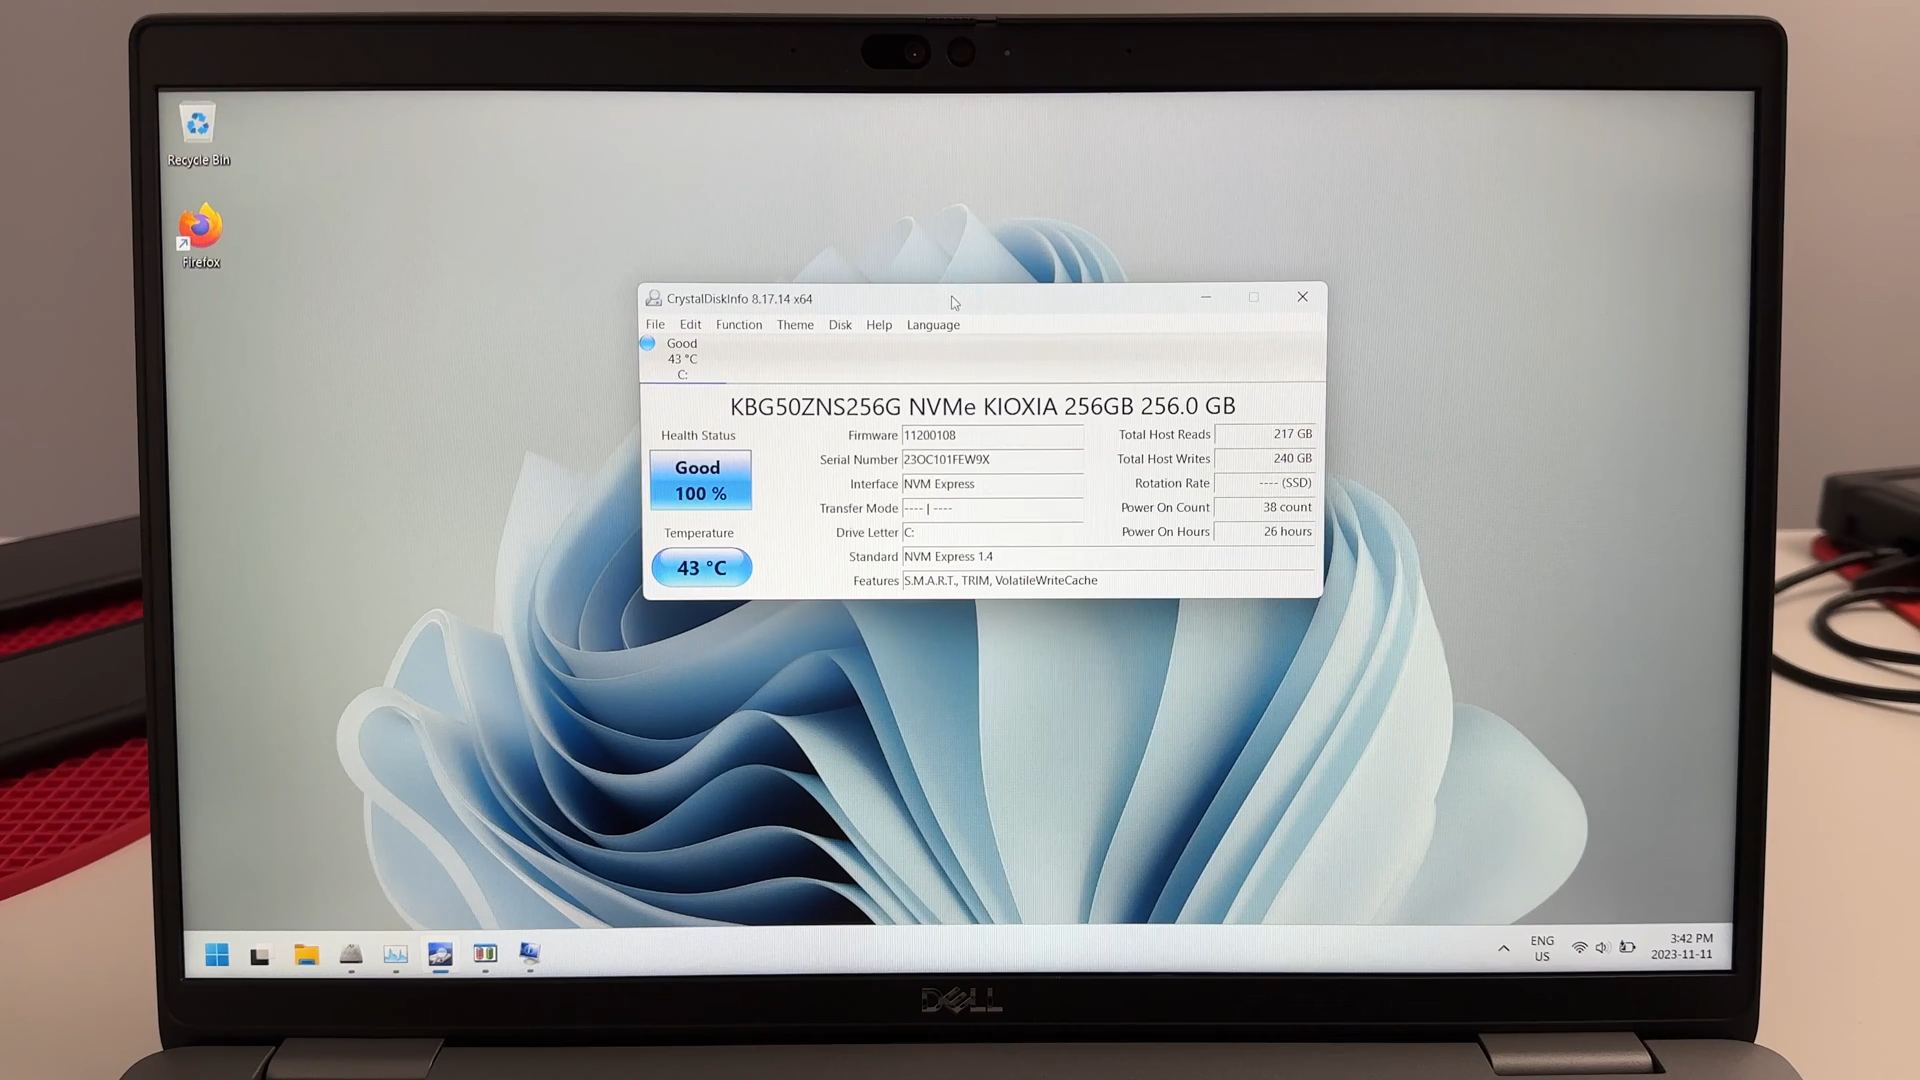 Recycle Bin
Firefox
CrystalDiskInfo 8.17.14 x64
File Edit Function Theme Disk Help Language
Good
43 °C
C:
KBG50ZNS256G NVMe KIOXIA 256GB 256.0 GB
Health Status
Good
100 %
Temperature
43 °C
Firmware 11200108
Serial Number 23OC101FEW9X
Interface NVM Express
Transfer Mode ---- | ----
Drive Letter C:
Standard NVM Express 1.4
Features S.M.A.R.T., TRIM, VolatileWriteCache
Total Host Reads 217 GB
Total Host Writes 240 GB
Rotation Rate ---- (SSD)
Power On Count 38 count
Power On Hours 26 hours
ENG
US
3:42 PM
2023-11-11
DELL